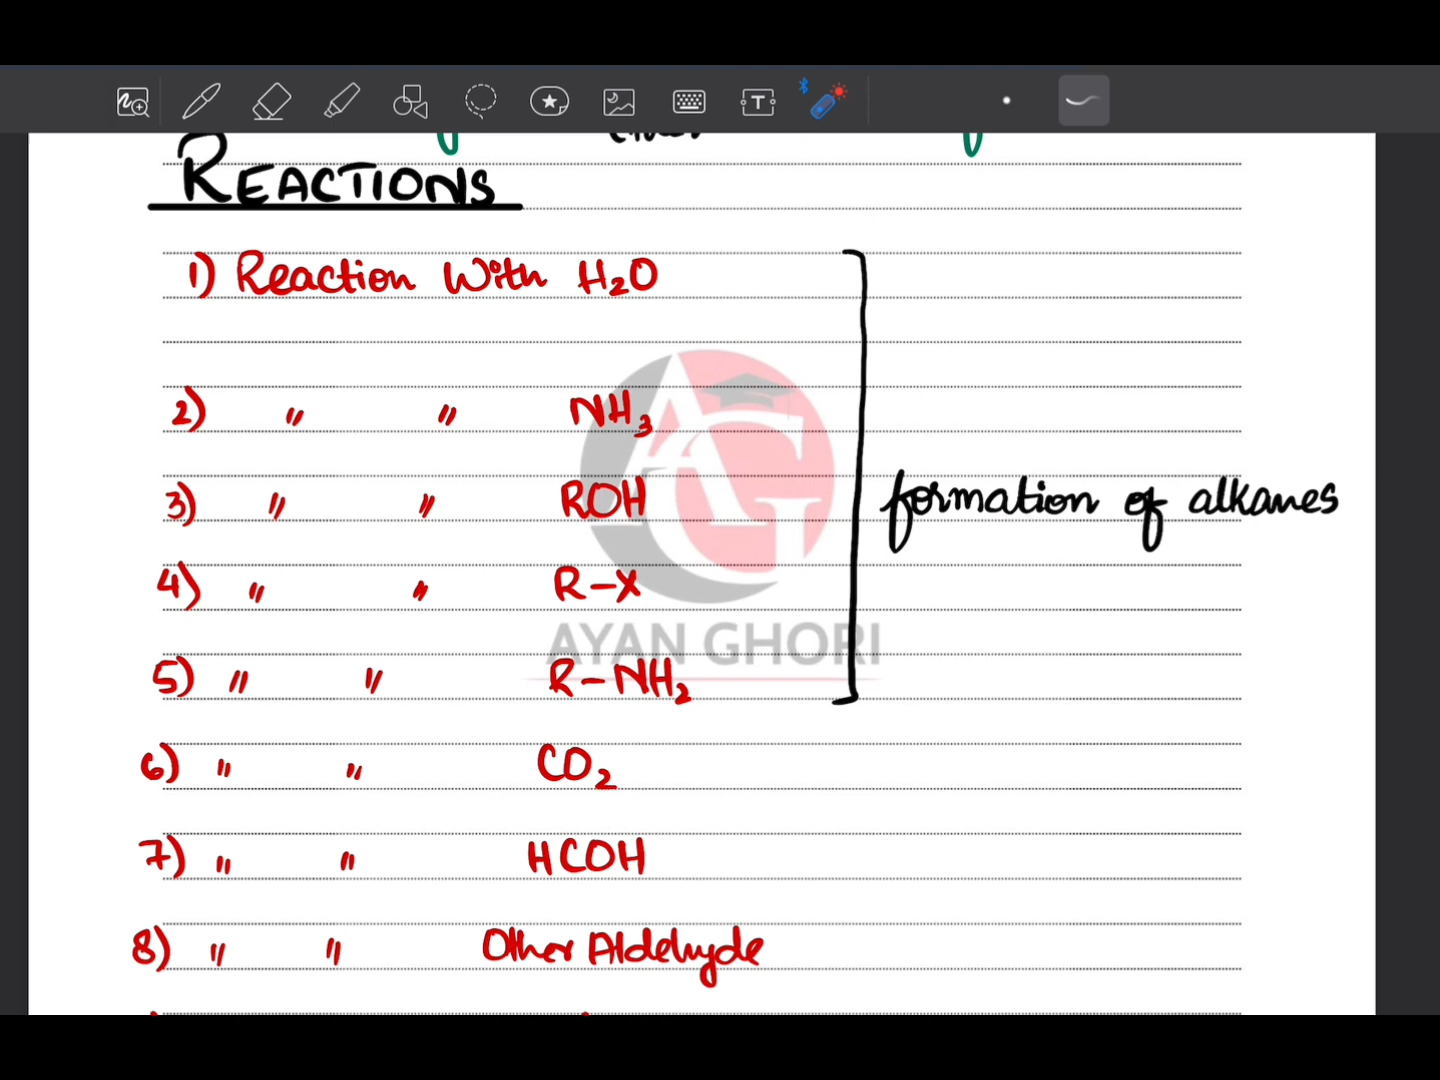 REACTIONS
1) Reaction With H₂O
2) " " NH₃
3) " " ROH
4) " " R-X
5) " " R-NH₂
formation of alkanes
6) " " CO₂
7) " " HCOH
8) " " Other Aldehyde
AG
AYAN GHORI
T